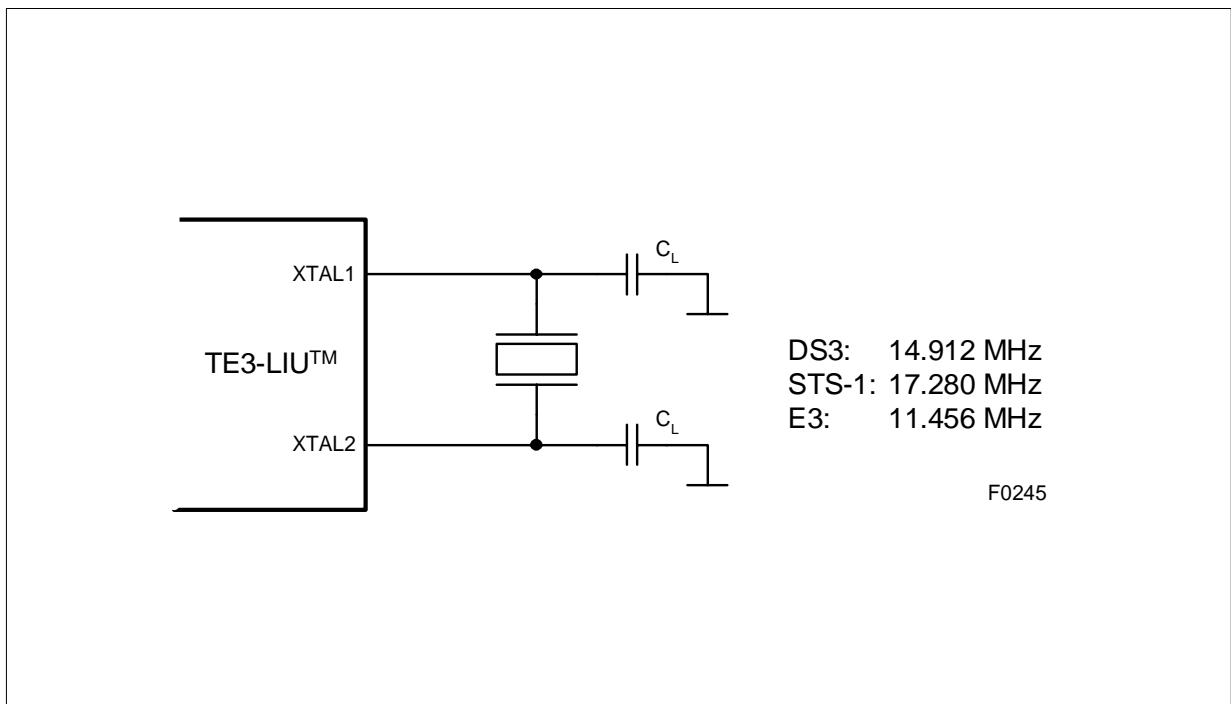 C_L
XTAL1
TE3-LIU™
XTAL2
C_L
DS3: 14.912 MHz
STS-1: 17.280 MHz
E3: 11.456 MHz
F0245